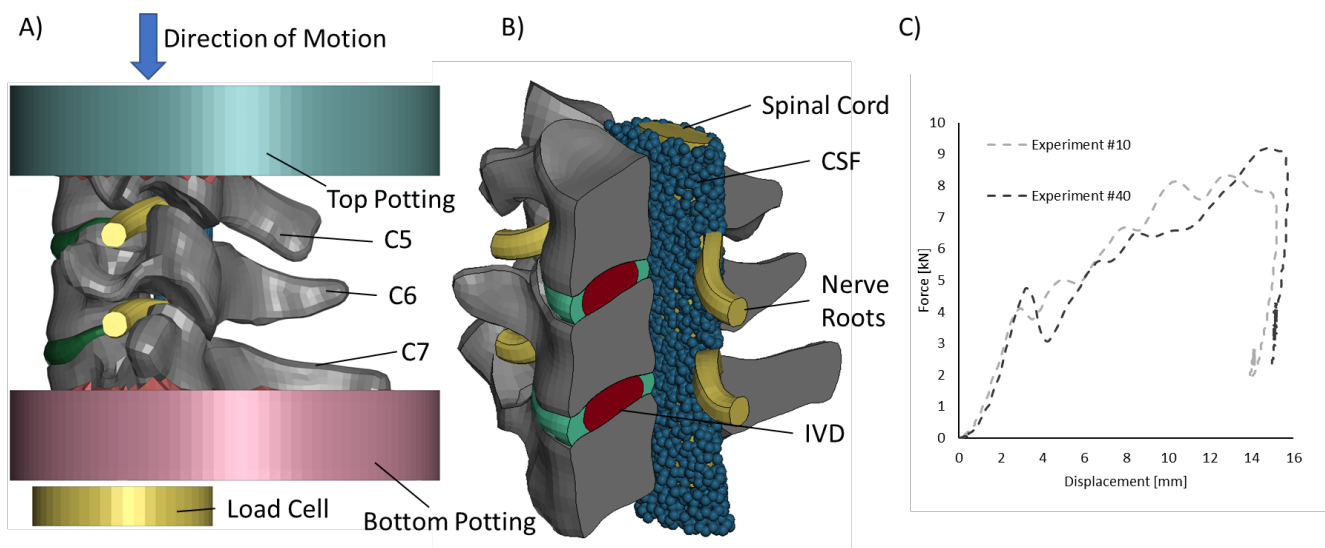 A)
Direction of Motion
Top Potting
C5
C6
C7
Load Cell
Bottom Potting
B)
Spinal Cord
CSF
Nerve
Roots
IVD
C)
Experiment #10
Experiment #40
Force [kN]
10
9
8
7
6
5
4
3
2
1
0
0 2 4 6 8 10 12 14 16
Displacement [mm]